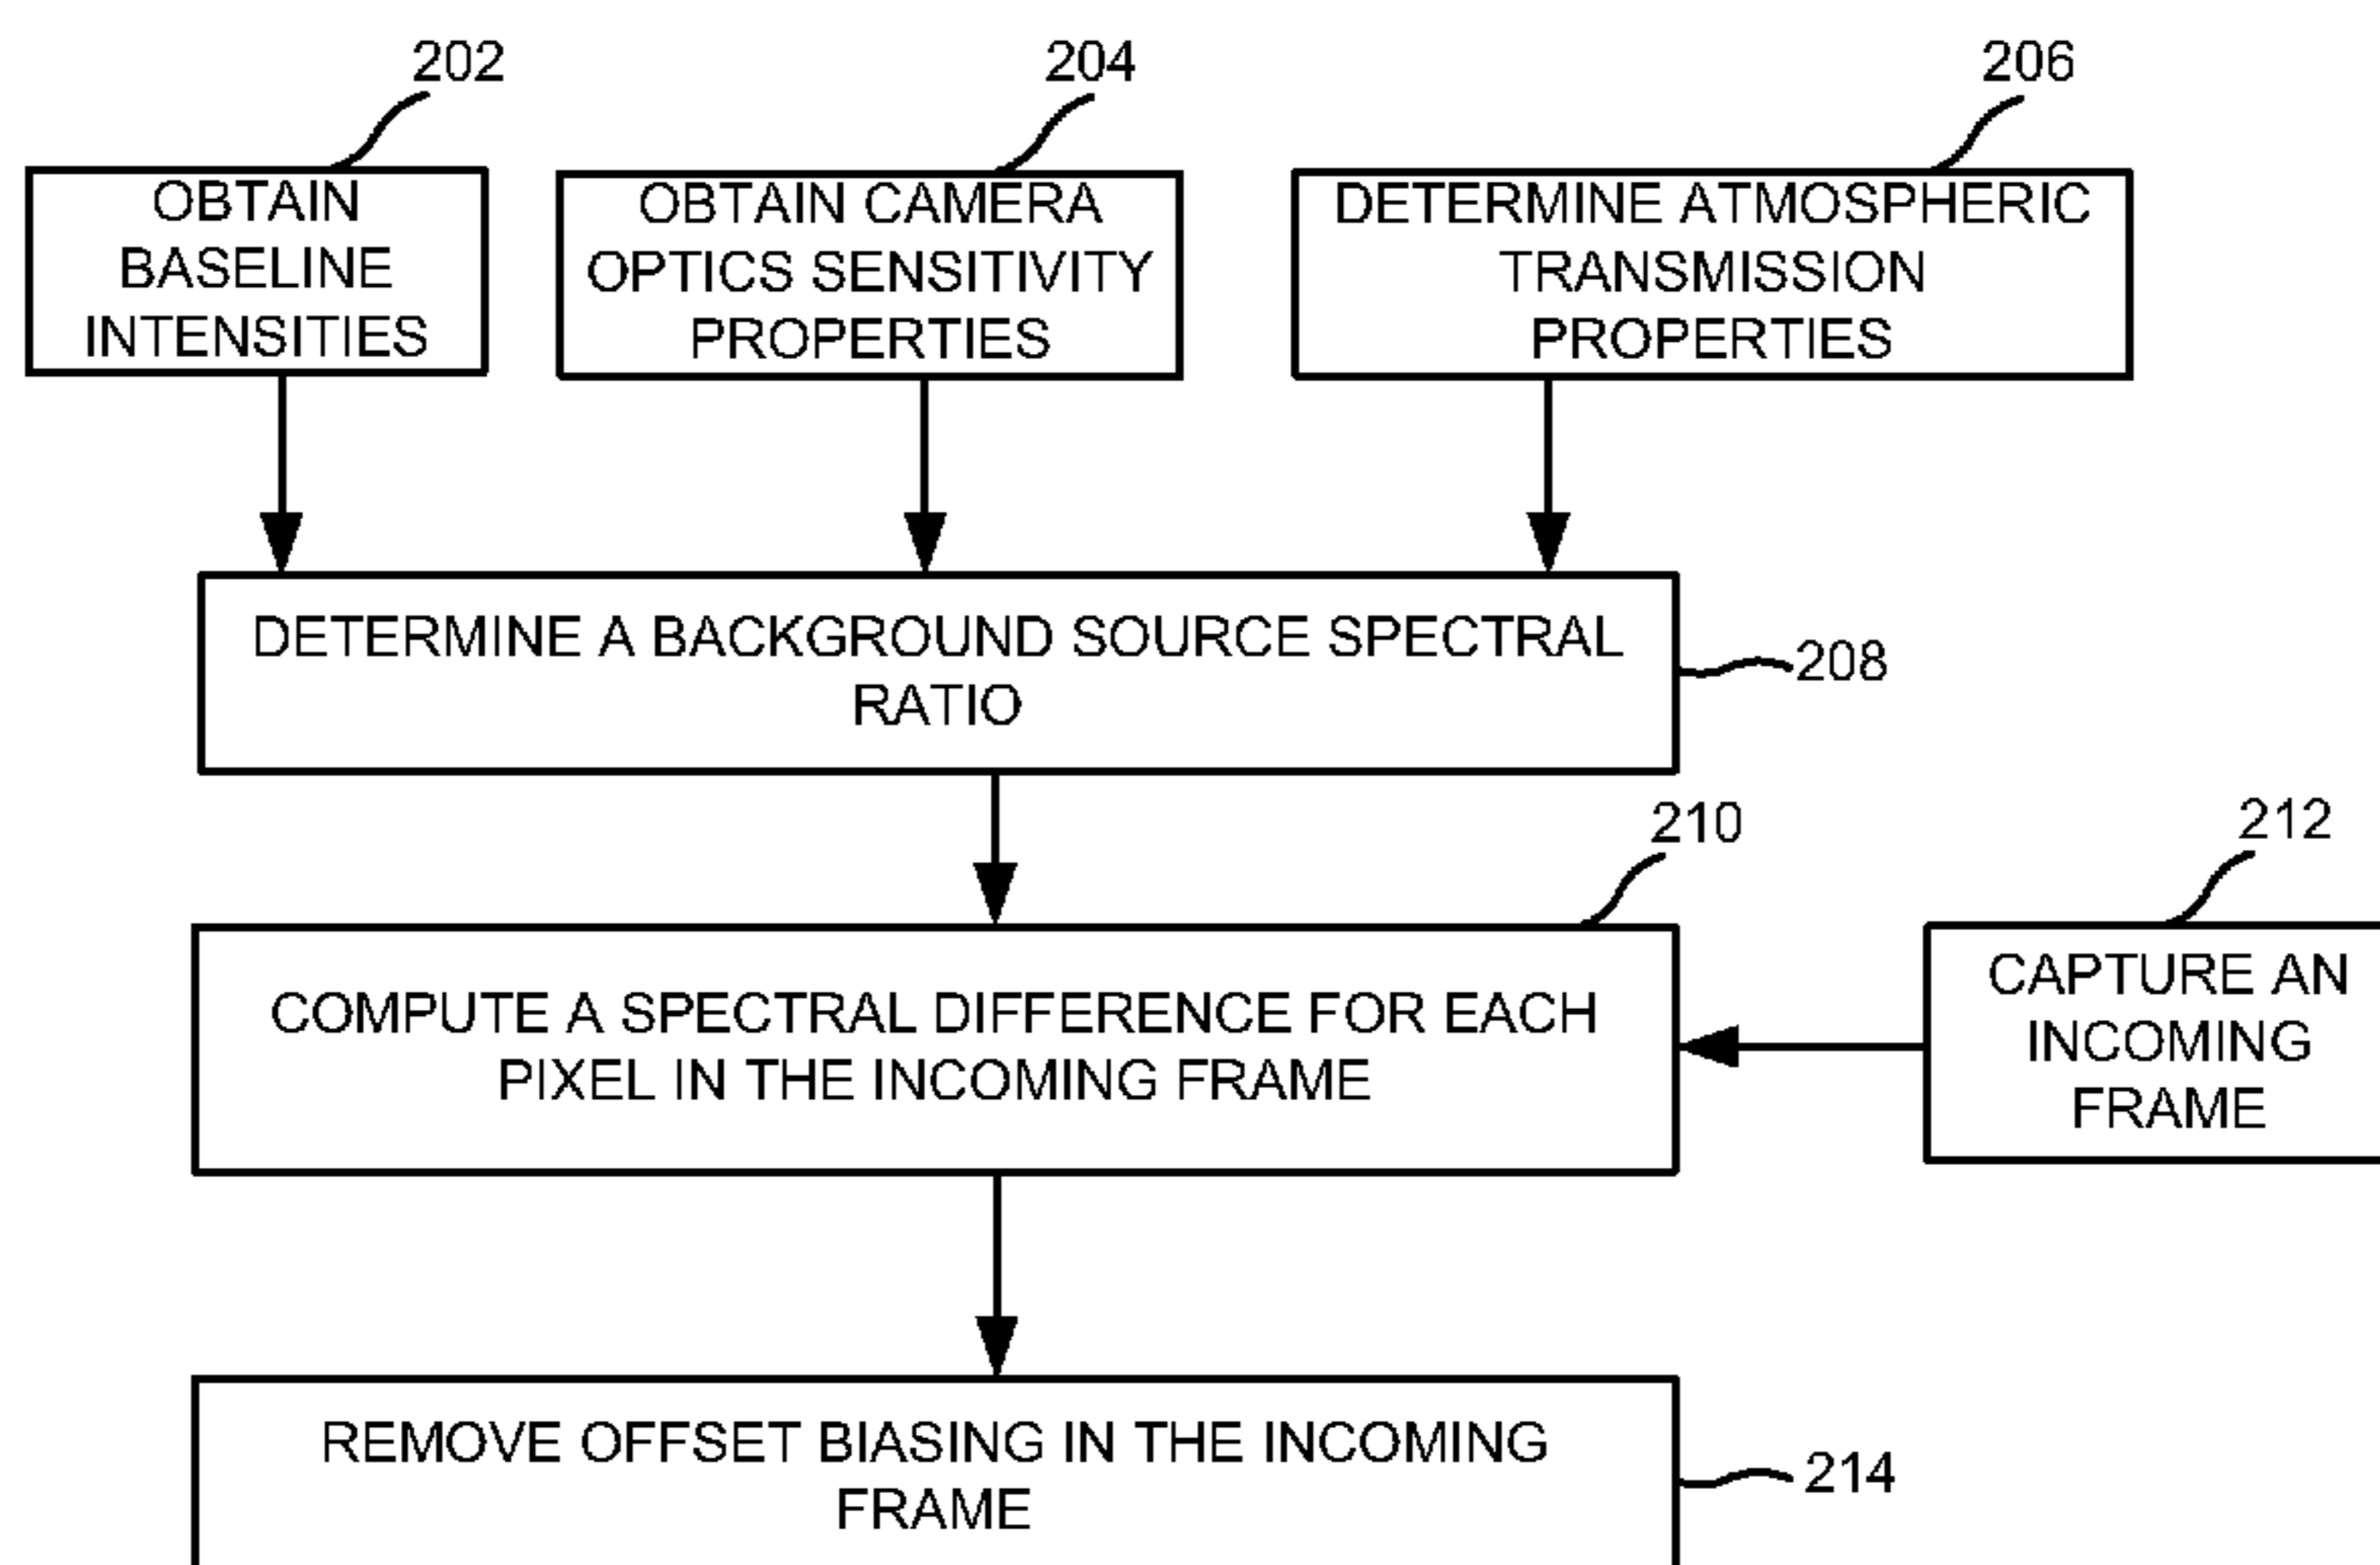 202
204
206
OBTAIN
BASELINE
INTENSITIES
OBTAIN CAMERA
OPTICS SENSITIVITY
PROPERTIES
DETERMINE ATMOSPHERIC
TRANSMISSION
PROPERTIES
DETERMINE A BACKGROUND SOURCE SPECTRAL
RATIO
208
210
212
COMPUTE A SPECTRAL DIFFERENCE FOR EACH
PIXEL IN THE INCOMING FRAME
CAPTURE AN
INCOMING
FRAME
REMOVE OFFSET BIASING IN THE INCOMING
FRAME
214